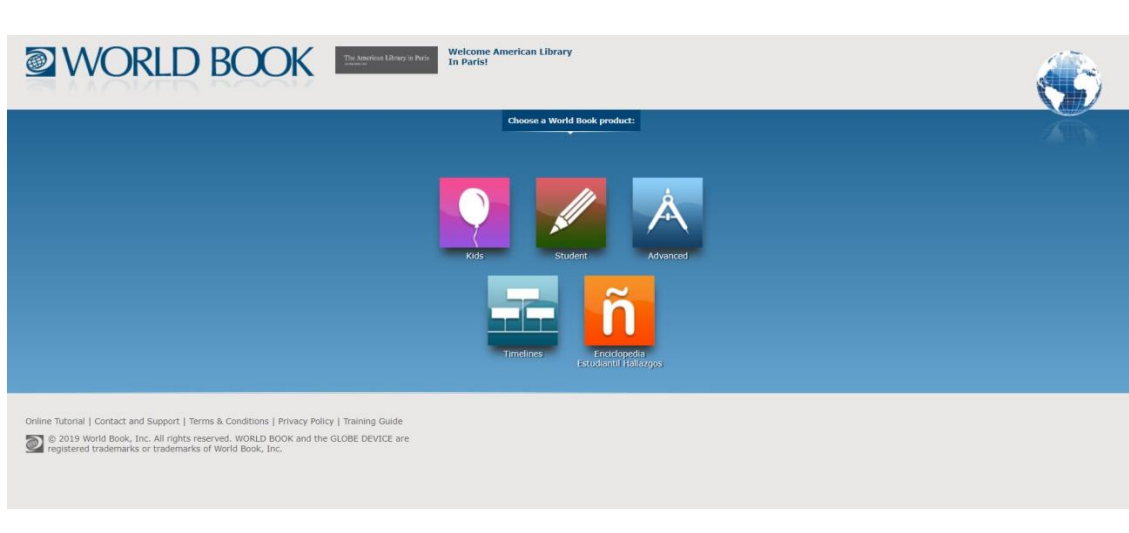 WORLD BOOK
The American Library in Paris
Welcome American Library
In Paris!
Choose a World Book product:
Kids
Student
Advanced
ñ
Timelines
Enciclopedia
Estudiantil Hallazgos
Online Tutorial | Contact and Support | Terms & Conditions | Privacy Policy | Training Guide
© 2019 World Book, Inc. All rights reserved. WORLD BOOK and the GLOBE DEVICE are
registered trademarks or trademarks of World Book, Inc.